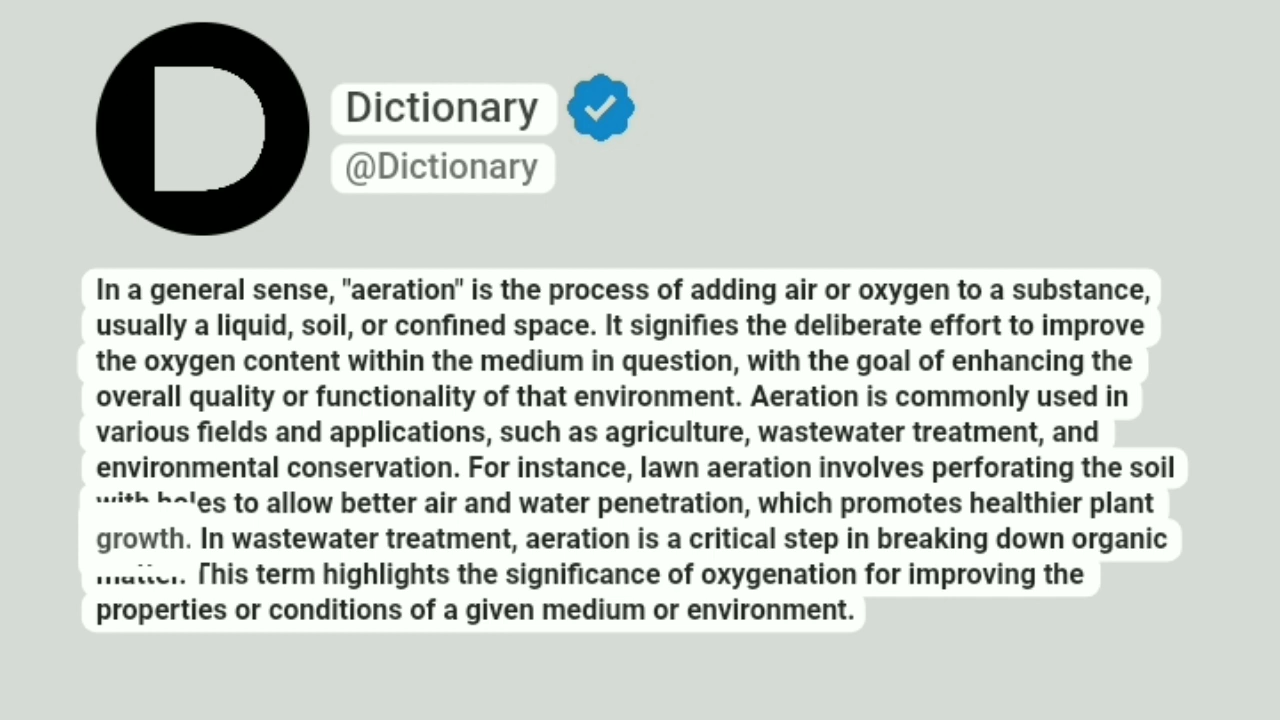 D
Dictionary
@Dictionary
In a general sense, "aeration" is the process of adding air or oxygen to a substance,
usually a liquid, soil, or confined space. It signifies the deliberate effort to improve
the oxygen content within the medium in question, with the goal of enhancing the
overall quality or functionality of that environment. Aeration is commonly used in
various fields and applications, such as agriculture, wastewater treatment, and
environmental conservation. For instance, lawn aeration involves perforating the soil
with holes to allow better air and water penetration, which promotes healthier plant
growth. In wastewater treatment, aeration is a critical step in breaking down organic
matter. This term highlights the significance of oxygenation for improving the
properties or conditions of a given medium or environment.